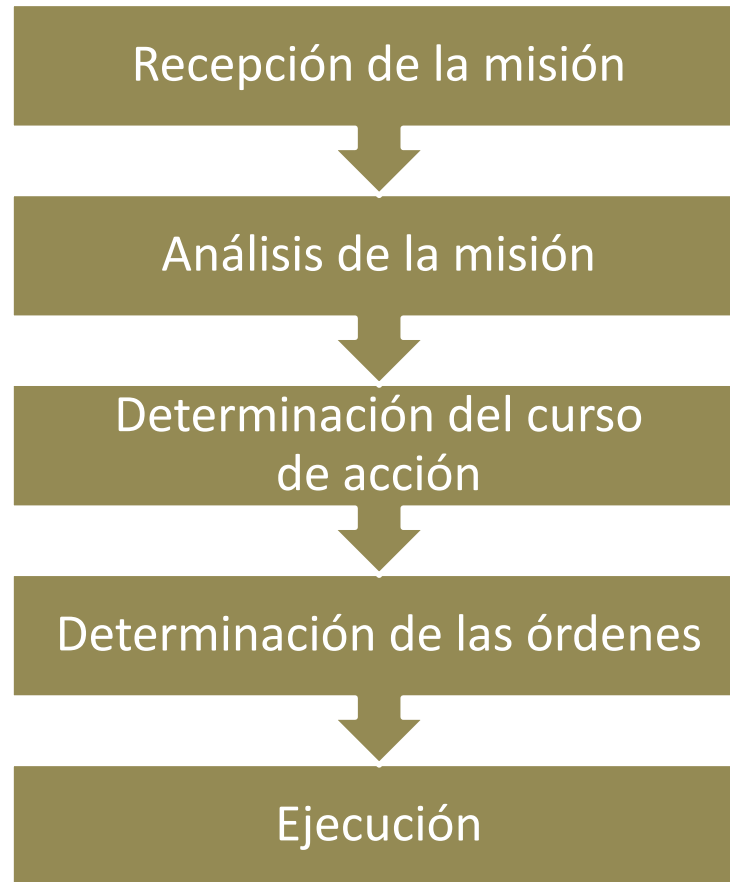 Recepción de la misión
Análisis de la misión
Determinación del curso
de acción
Determinación de las órdenes
Ejecución